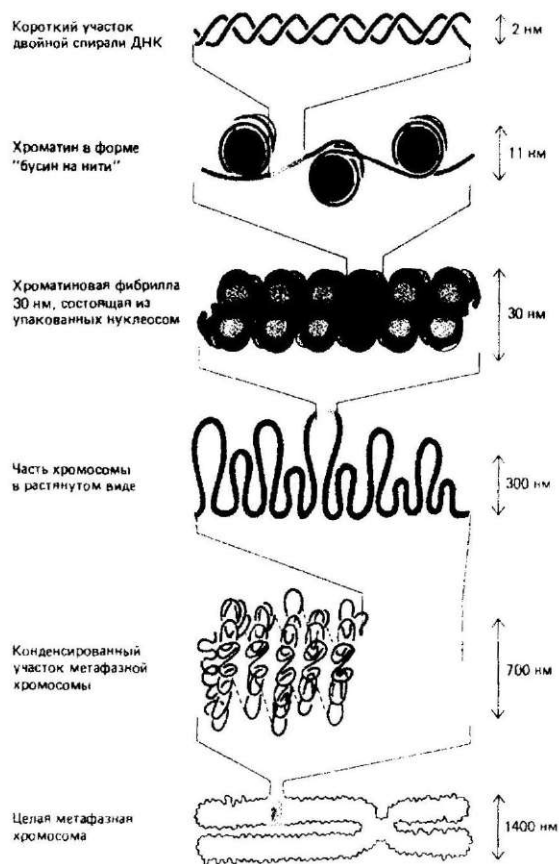 Короткий участок
двойной спирали ДНК
2 нм
Хроматин в форме
"бусин на нити"
11 нм
Хроматиновая фибрилла
30 нм, состоящая из
упакованных нуклеосом
30 нм
Часть хромосомы
в растянутом виде
300 нм
Конденсированный
участок метафазной
хромосомы
700 нм
Целая метафазная
хромосома
1400 нм